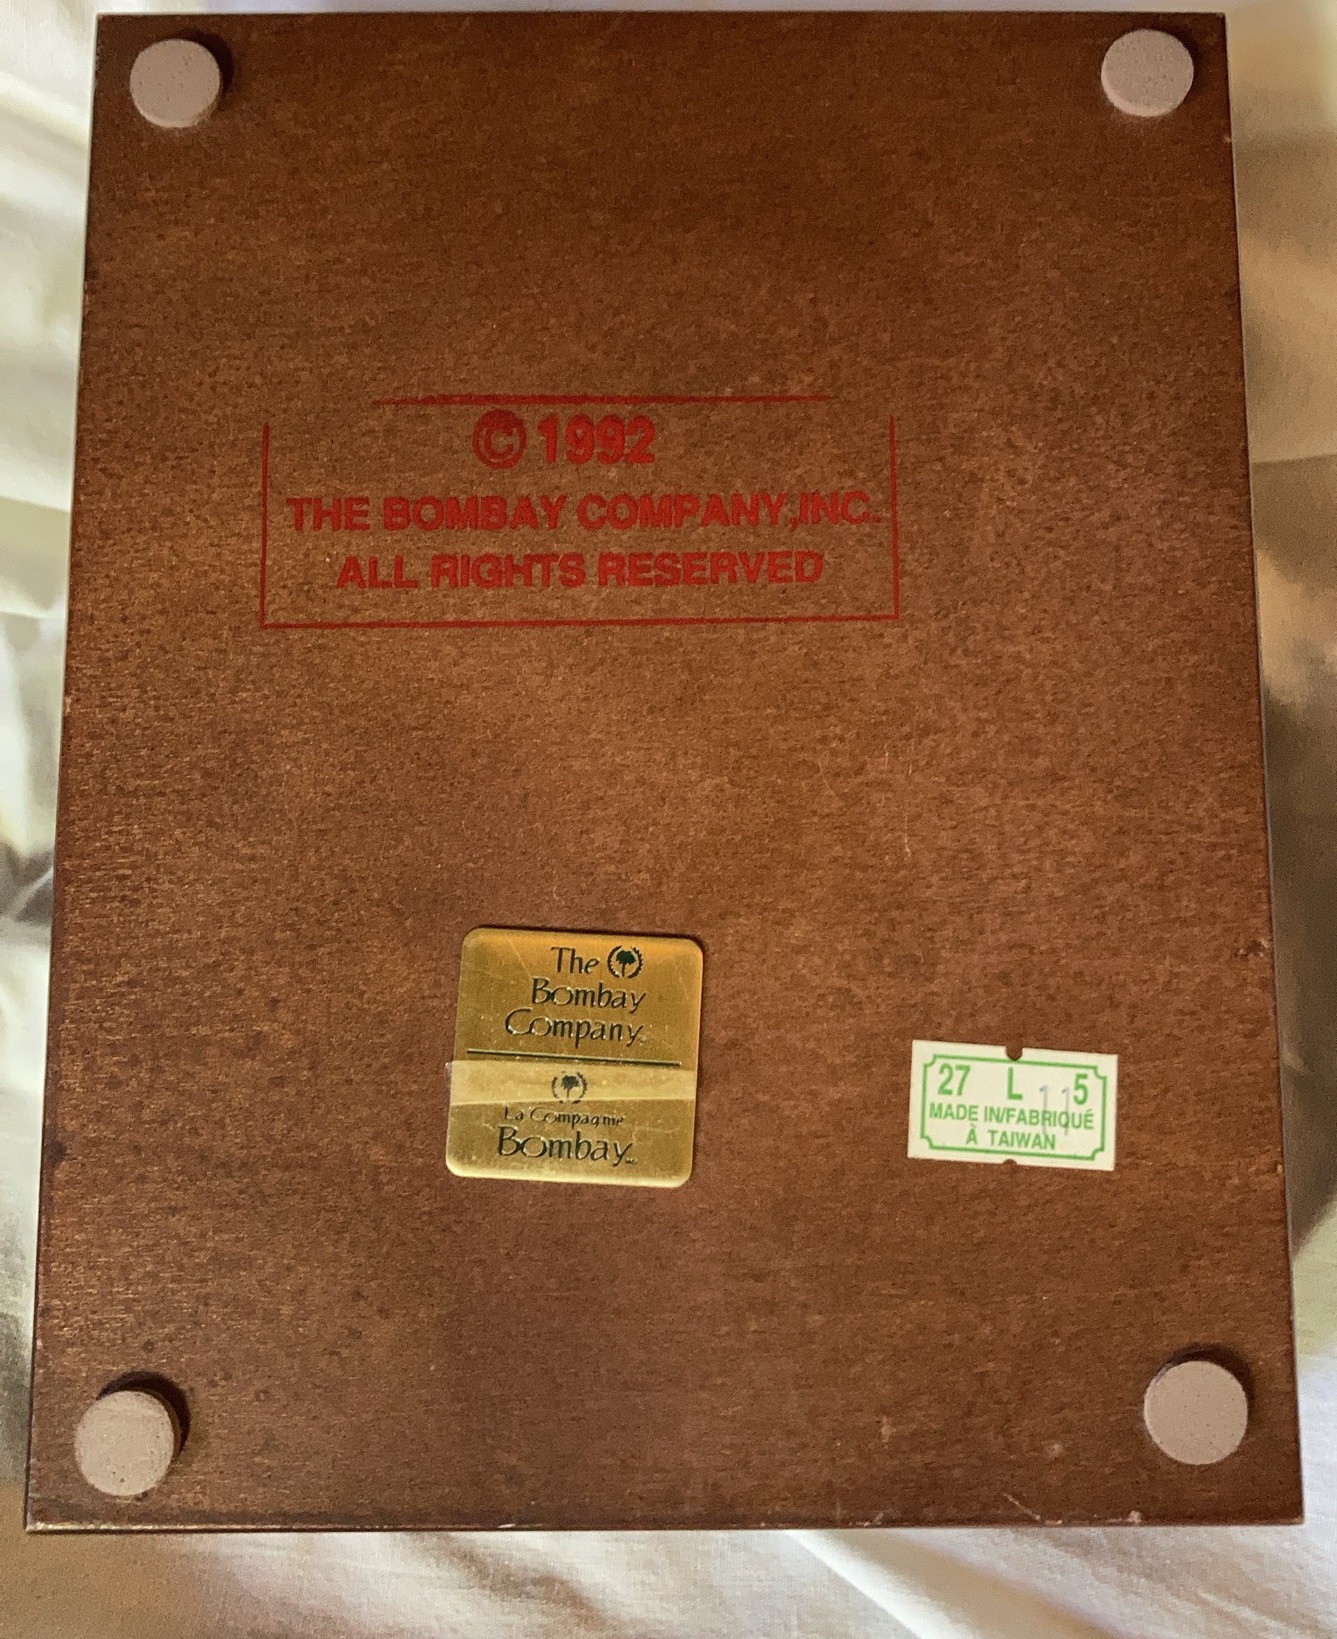 © 1992
THE BOMBAY COMPANY,INC.
ALL RIGHTS RESERVED
The
Bombay
Company
La Compagnie
Bombay
27 L 5
MADE IN/FABRIQUÉ
À TAIWAN